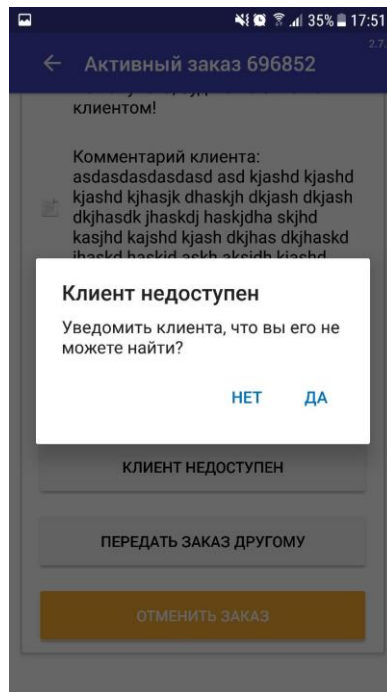 35% 17:51
2.7.
Активный заказ 696852
клиентом!
Комментарий клиента:
asdasdasdasdasd asd kjashd kjashd
kjashd kjhasjk dhaskjh dkjash dkjash
dkjhasdk jhaskdj haskjdha skjhd
kasjhd kajshd kjash dkjhas dkjhaskd
Клиент недоступен
Уведомить клиента, что вы его не
можете найти?
НЕТ ДА
КЛИЕНТ НЕДОСТУПЕН
ПЕРЕДАТЬ ЗАКАЗ ДРУГОМУ
ОТМЕНИТЬ ЗАКАЗ